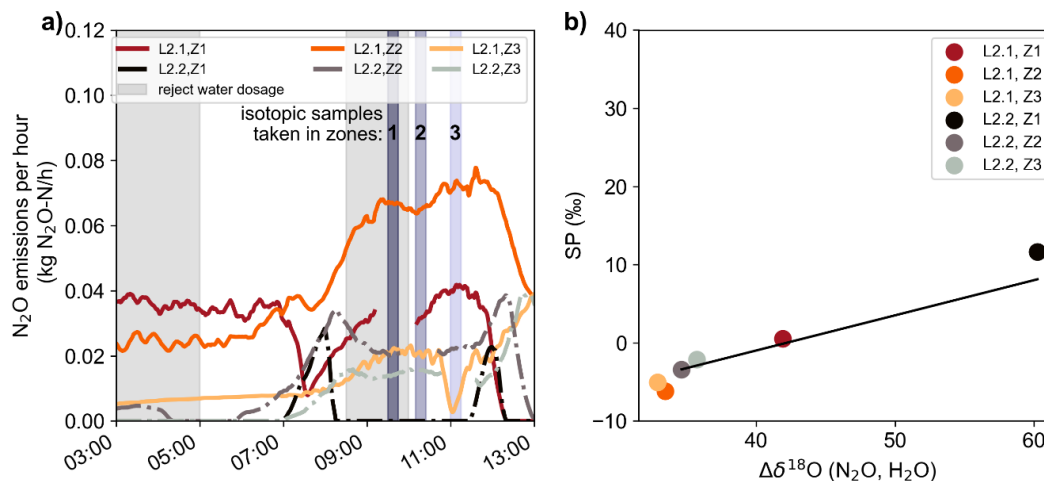 a)
0.12
0.10
0.08
0.06
0.04
0.02
0.00
N₂O emissions per hour
(kg N₂O-N/h)
L2.1,Z1 L2.1,Z2 L2.1,Z3
L2.2,Z1 L2.2,Z2 L2.2,Z3
reject water dosage
isotopic samples
taken in zones: 1 2 3
03:00 05:00 07:00 09:00 11:00 13:00
b)
40
30
20
10
0
−10
SP (‰)
L2.1, Z1
L2.1, Z2
L2.1, Z3
L2.2, Z1
L2.2, Z2
L2.2, Z3
40 50 60
Δδ¹⁸O (N₂O, H₂O)